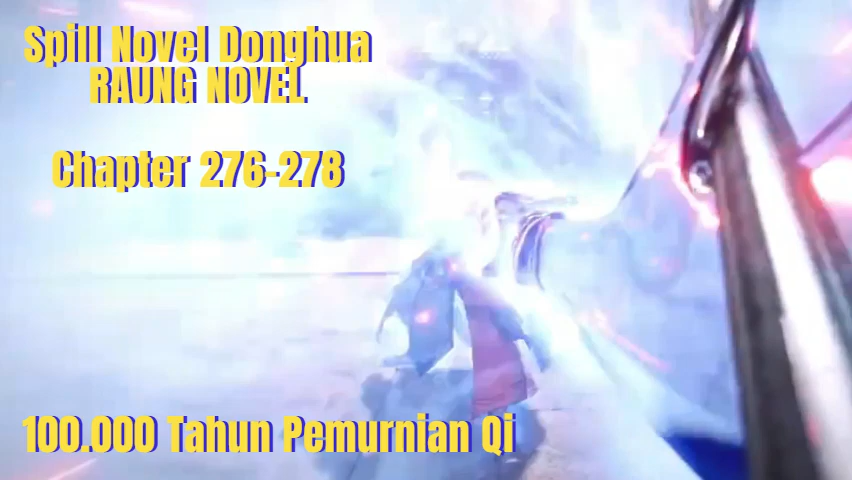 Spill Novel Donghua
RAUNG NOVEL
Chapter 276-278
100.000 Tahun Pemurnian Qi